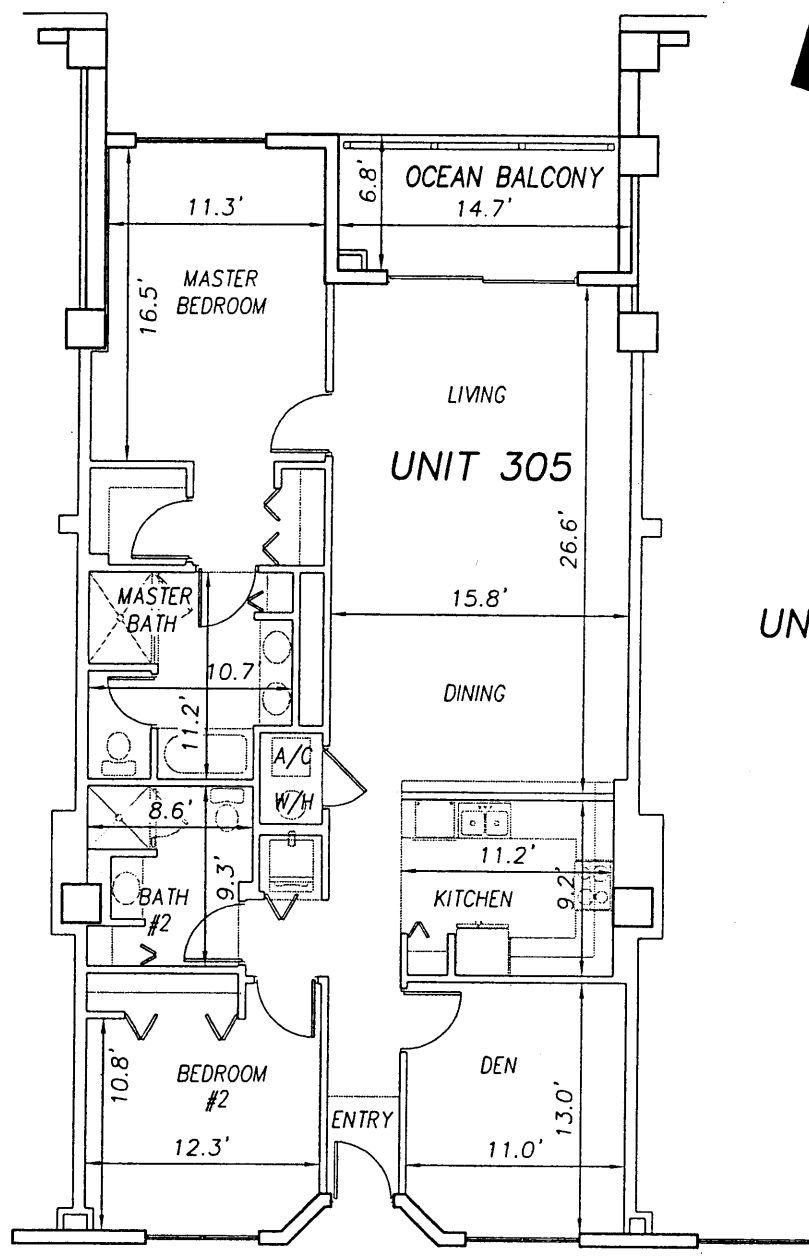 OCEAN BALCONY
6.8'
14.7'
11.3'
MASTER
BEDROOM
16.5'
LIVING
UNIT 305
26.6'
15.8'
UN
MASTER
BATH
10.7'
11.2'
DINING
A/C
W/H
8.6'
9.3'
BATH
#2
11.2'
KITCHEN
9.2'
BEDROOM
#2
10.8'
12.3'
ENTRY
DEN
13.0'
11.0'